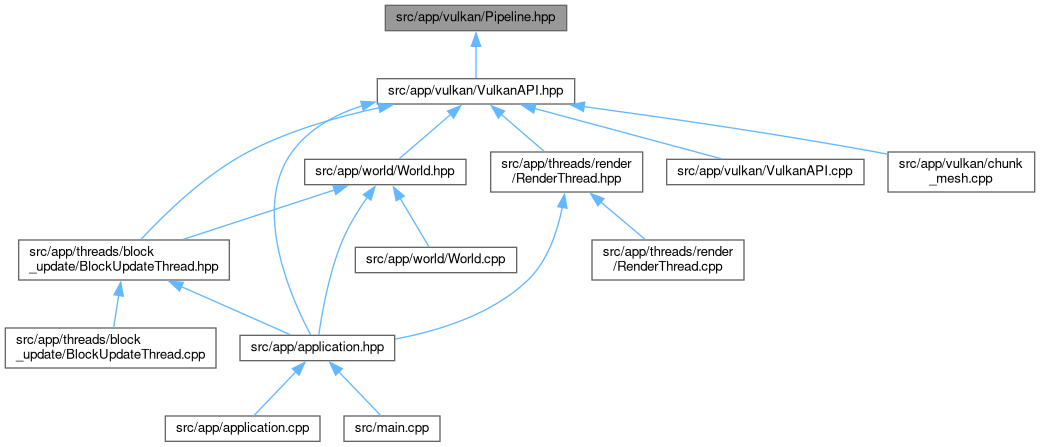 src/app/vulkan/Pipeline.hpp
src/app/vulkan/VulkanAPI.hpp
src/app/world/World.hpp
src/app/threads/render
/RenderThread.hpp
src/app/vulkan/VulkanAPI.cpp
src/app/vulkan/chunk
_mesh.cpp
src/app/threads/block
_update/BlockUpdateThread.hpp
src/app/world/World.cpp
src/app/threads/render
/RenderThread.cpp
src/app/threads/block
_update/BlockUpdateThread.cpp
src/app/application.hpp
src/app/application.cpp
src/main.cpp